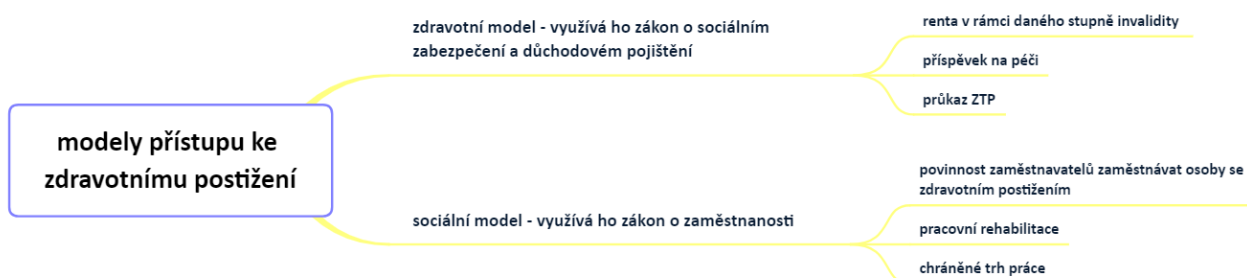 modely přístupu ke
zdravotnímu postižení
zdravotní model - využívá ho zákon o sociálním
zabezpečení a důchodovém pojištění
renta v rámci daného stupně invalidity
příspěvek na péči
průkaz ZTP
sociální model - využívá ho zákon o zaměstnanosti
povinnost zaměstnavatelů zaměstnávat osoby se
zdravotním postižením
pracovní rehabilitace
chráněné trh práce